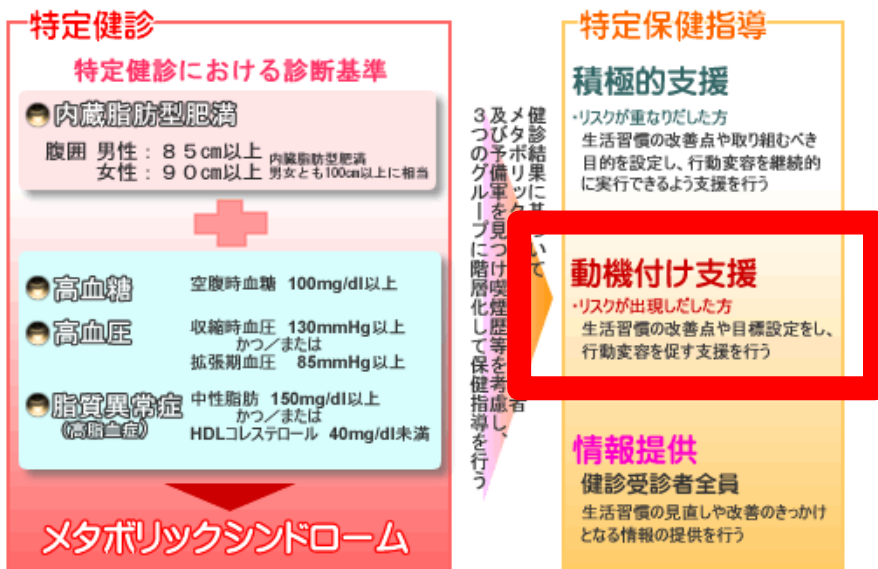 特定健診
特定健診における診断基準
内蔵脂肪型肥満
腹囲 男性：８５cm以上
女性：９０cm以上
内臓脂肪型肥満
男女とも100cm²以上に相当
高血糖
空腹時血糖 100mg/dl以上
高血圧
収縮時血圧 130mmHg以上
かつ／または
拡張期血圧 85mmHg以上
脂質異常症
(高脂血症)
中性脂肪 150mg/dl以上
かつ／または
HDLコレステロール 40mg/dl未満
メタボリックシンドローム
健診結果に基づいて
メタボリック
者
及び予備軍を見つけ喫煙歴等を考慮し、
３つのグループに階層化して保健指導を行う
特定保健指導
積極的支援
・リスクが重なりだした方
生活習慣の改善点や取り組むべき
目的を設定し、行動変容を継続的
に実行できるよう支援を行う
動機付け支援
・リスクが出現しだした方
生活習慣の改善点や目標設定をし、
行動変容を促す支援を行う
情報提供
健診受診者全員
生活習慣の見直しや改善のきっかけ
となる情報の提供を行う